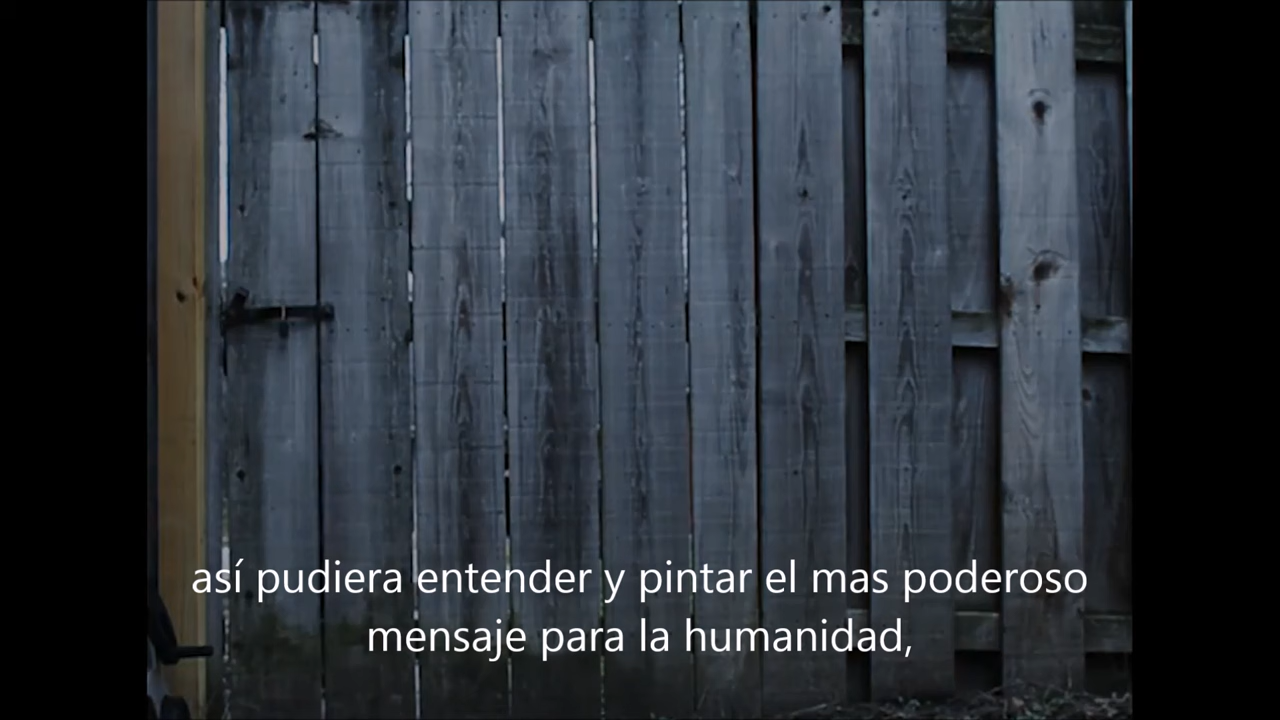 así pudiera entender y pintar el mas poderoso
mensaje para la humanidad,